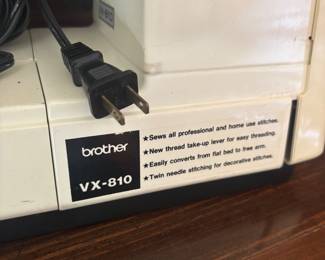 brother
VX-810
★Sews all professional and home use stitches.
★New thread take-up lever for easy threading.
★Easily converts from flat bed to free arm.
★Twin needle stitching for decorative stitches.